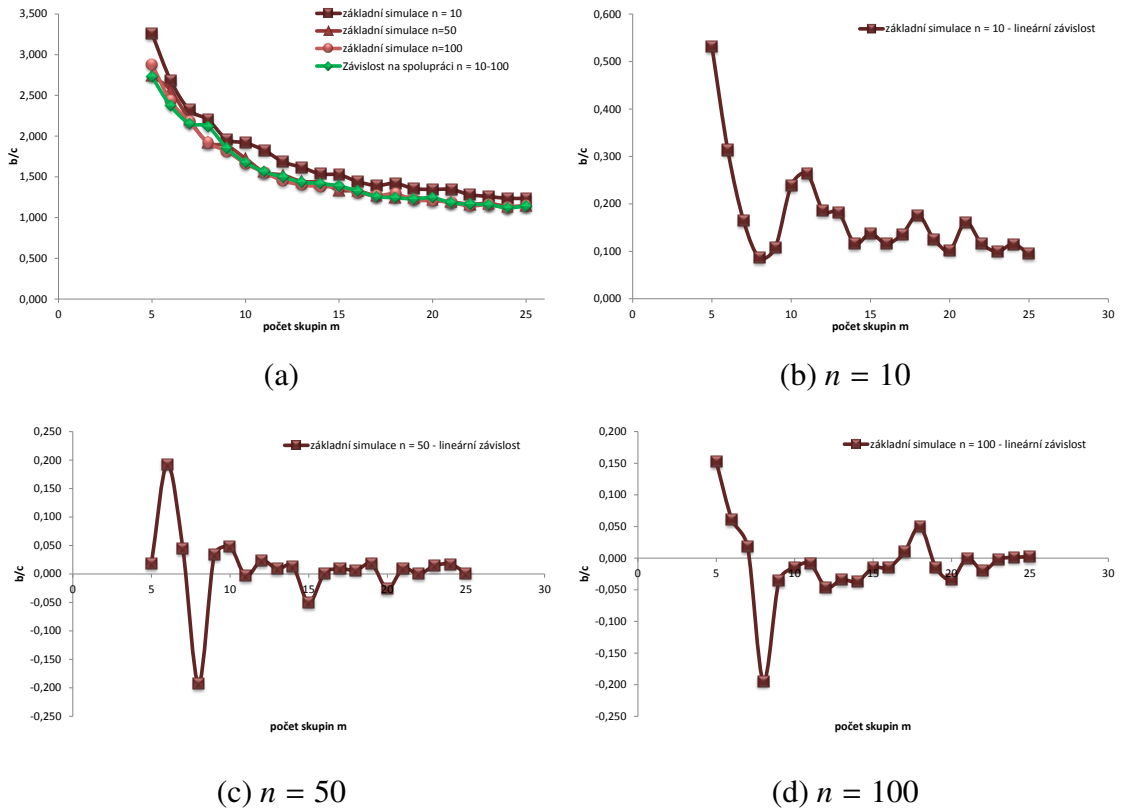 3,500
3,000
2,500
2,000
1,500
1,000
0,500
0,000
b/c
0 5 10 15 20 25
počet skupin m
základní simulace n = 10
základní simulace n=50
základní simulace n=100
Závislost na spolupráci n = 10-100
(a)
0,600
0,500
0,400
0,300
0,200
0,100
0,000
b/c
0 5 10 15 20 25 30
počet skupin m
základní simulace n = 10 - lineární závislost
(b) n = 10
0,250
0,200
0,150
0,100
0,050
0,000
-0,050
-0,100
-0,150
-0,200
-0,250
b/c
0 5 10 15 20 25 30
počet skupin m
základní simulace n = 50 - lineární závislost
(c) n = 50
0,200
0,150
0,100
0,050
0,000
-0,050
-0,100
-0,150
-0,200
-0,250
b/c
0 5 10 15 20 25 30
počet skupin m
základní simulace n = 100 - lineární závislost
(d) n = 100